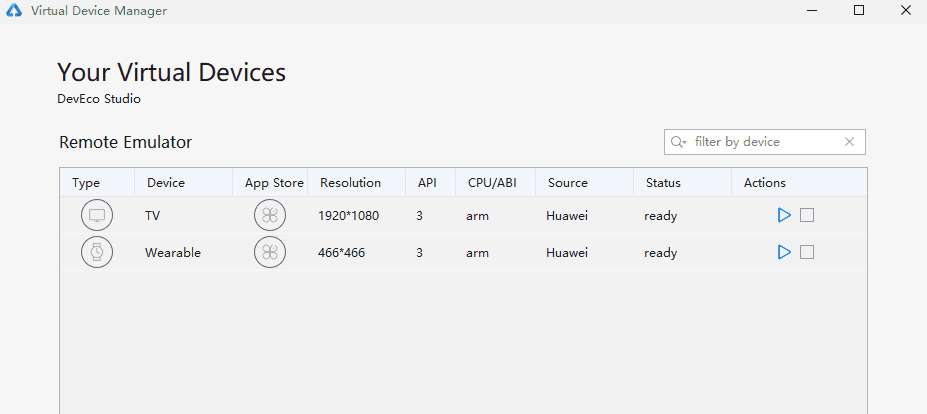 Virtual Device Manager
Your Virtual Devices
DevEco Studio
Remote Emulator
filter by device
Type Device App Store Resolution API CPU/ABI Source Status Actions
TV 1920*1080 3 arm Huawei ready
Wearable 466*466 3 arm Huawei ready